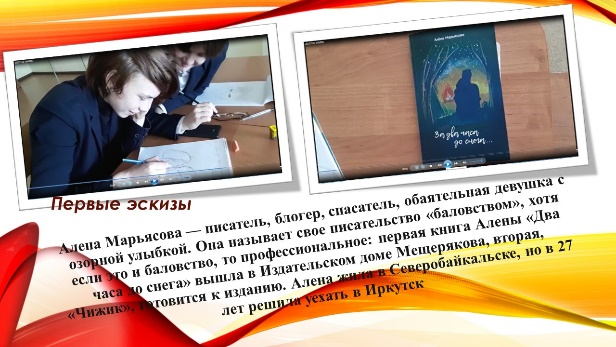 Алена Марьясова
За два часа
до снега...
Первые эскизы
Алена Марьясова — писатель, блогер, спасатель, обаятельная девушка с
озорной улыбкой. Она называет свое писательство «баловством», хотя
если это и баловство, то профессиональное: первая книга Алены «Два
часа до снега» вышла в Издательском доме Мещерякова, вторая,
«Чижик», готовится к изданию. Алена жила в Северобайкальске, но в 27
лет решила уехать в Иркутск